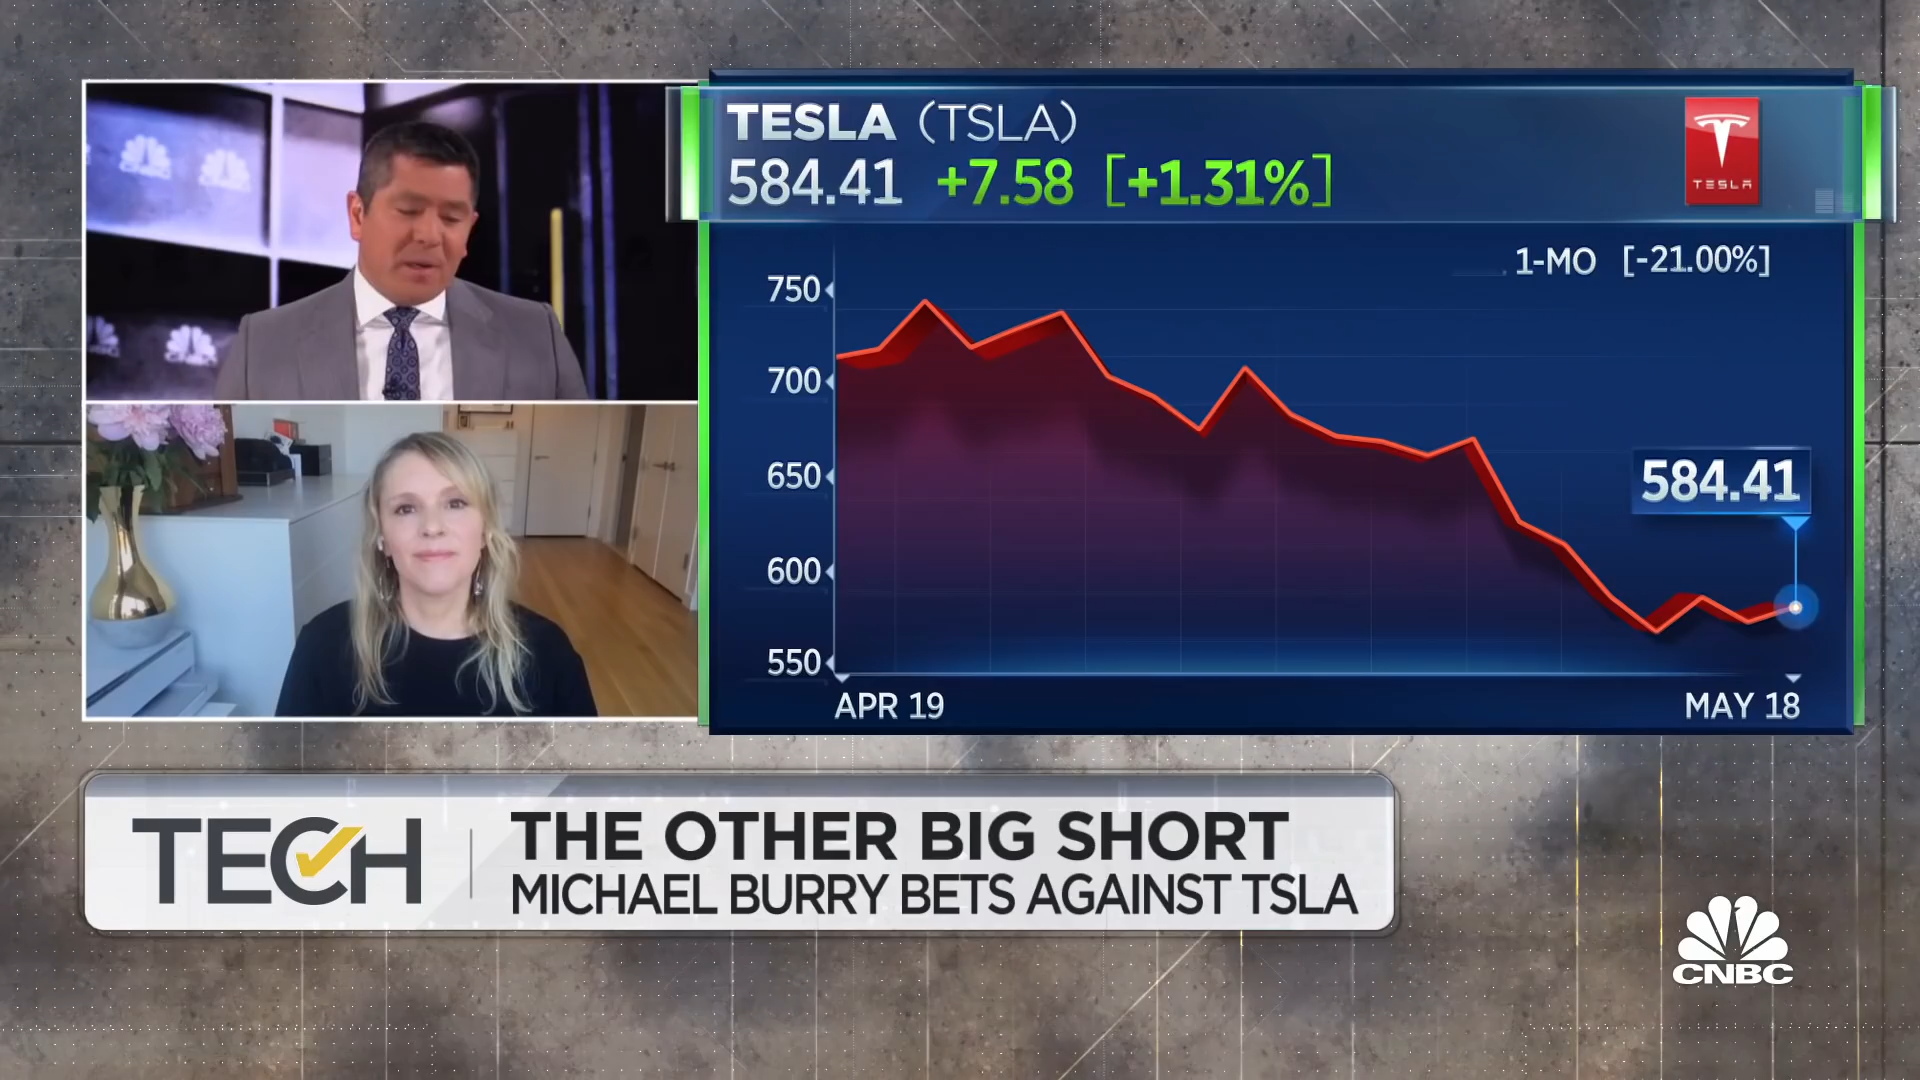 TESLA (TSLA)
584.41 +7.58 [+1.31%]
TESLA
1-MO [-21.00%]
750
700
650
600
550
584.41
APR 19
MAY 18
TECH
THE OTHER BIG SHORT
MICHAEL BURRY BETS AGAINST TSLA
CNBC